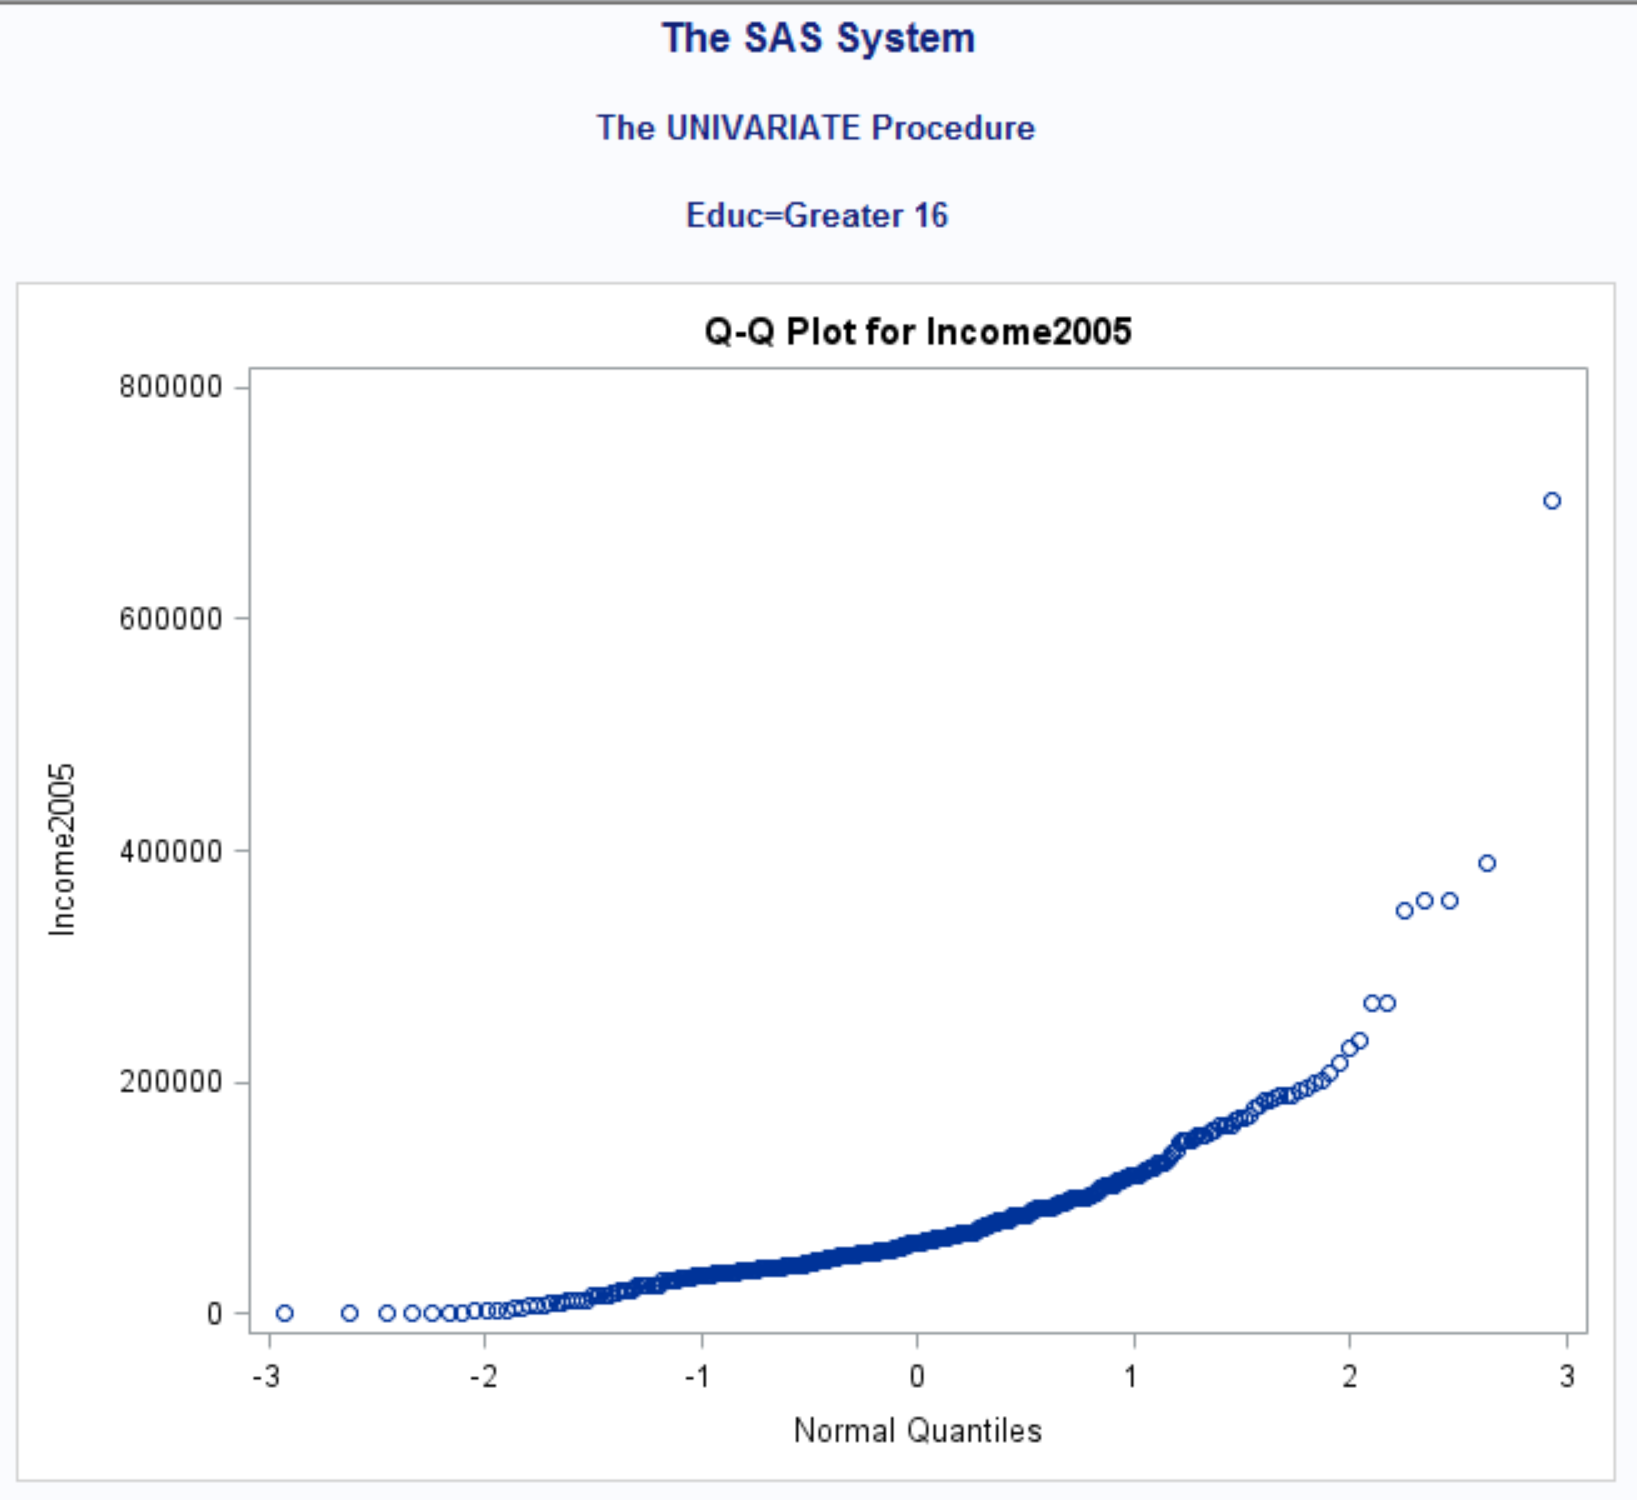 The SAS System
The UNIVARIATE Procedure
Educ=Greater 16
Q-Q Plot for Income2005
800000
600000
400000
200000
0
Income2005
-3 -2 -1 0 1 2 3
Normal Quantiles